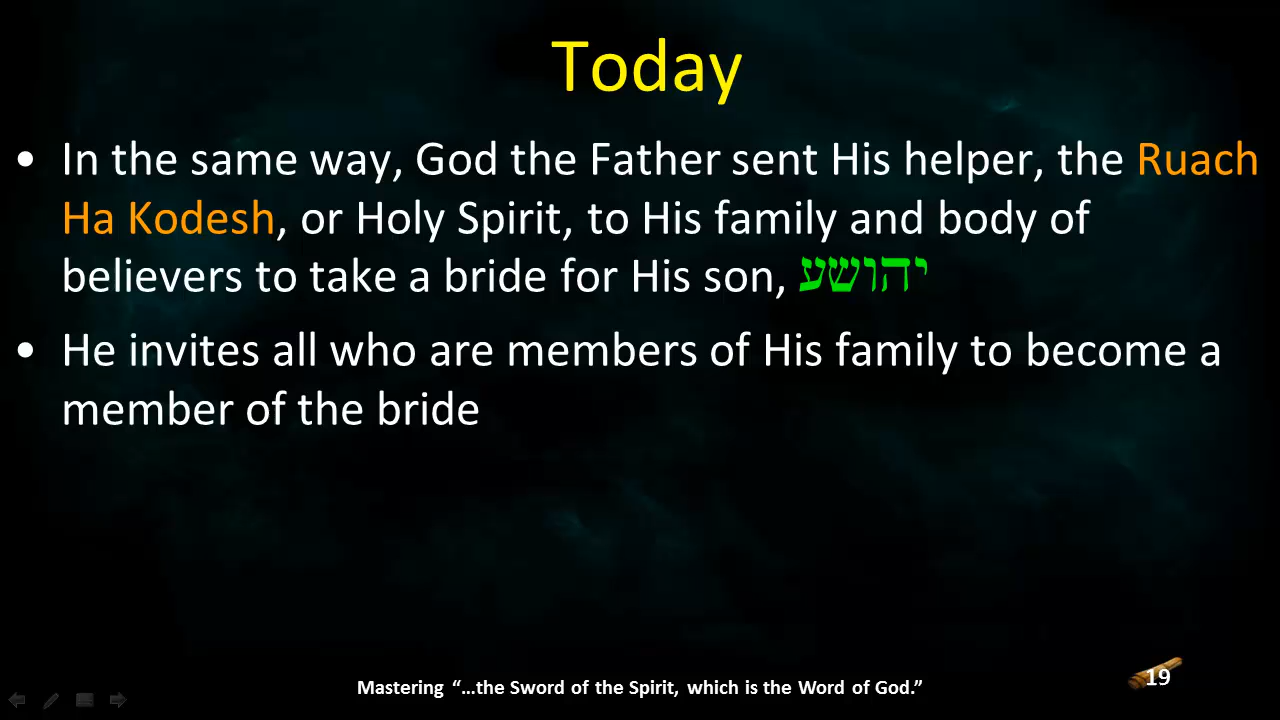 Today
• In the same way, God the Father sent His helper, the Ruach
Ha Kodesh, or Holy Spirit, to His family and body of
believers to take a bride for His son, יהושע
• He invites all who are members of His family to become a
member of the bride
Mastering “…the Sword of the Spirit, which is the Word of God.”
19